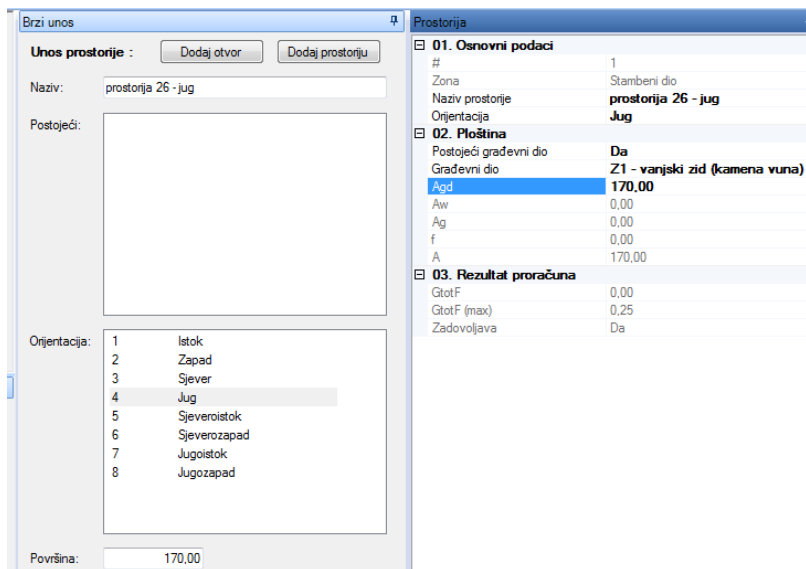 Brzi unos
Unos prostorije :
Dodaj otvor
Dodaj prostoriju
Naziv:
prostorija 26 - jug
Postojeći:
Orijentacija:
1 Istok
2 Zapad
3 Sjever
4 Jug
5 Sjeveroistok
6 Sjeverozapad
7 Jugoistok
8 Jugozapad
Površina:
170,00
Prostorija
01. Osnovni podaci
# 1
Zona Stambeni dio
Naziv prostorije prostorija 26 - jug
Orijentacija Jug
02. Ploština
Postojeći građevni dio Da
Građevni dio Z1 - vanjski zid (kamena vuna)
Agd 170,00
Aw 0,00
Ag 0,00
f 0,00
A 170,00
03. Rezultat proračuna
GtotF 0,00
GtotF (max) 0,25
Zadovoljava Da